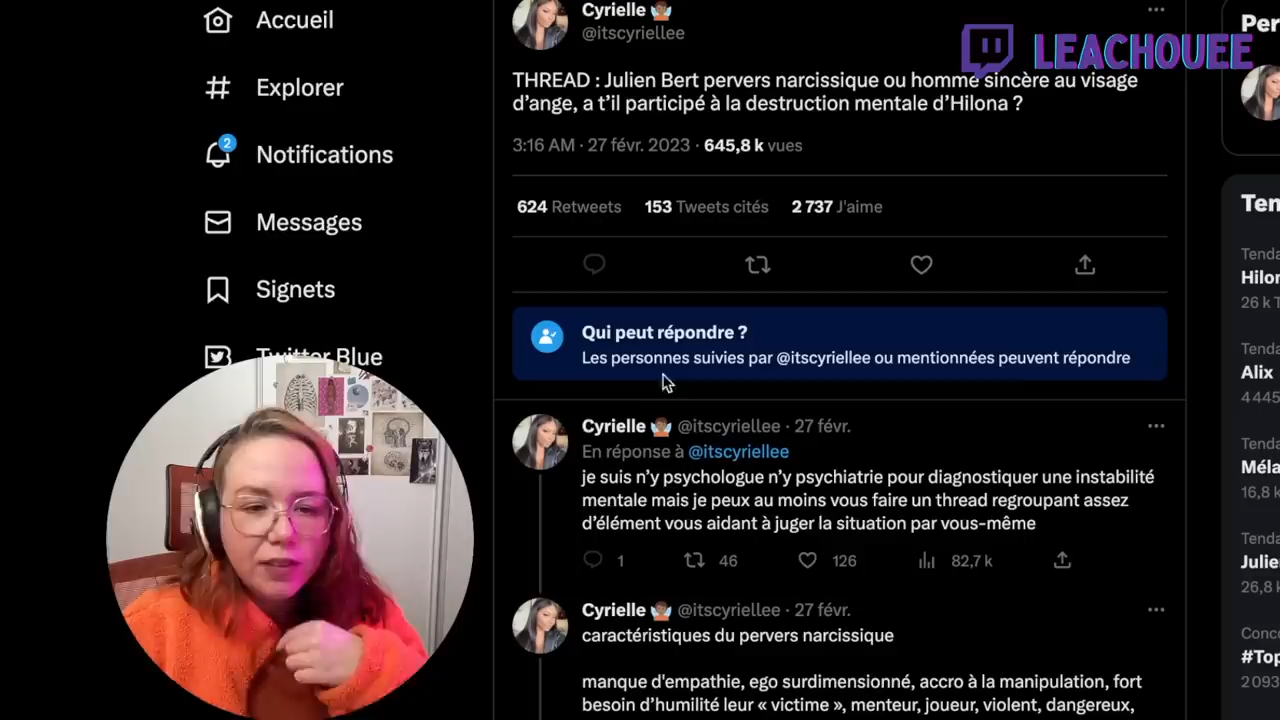 Accueil
Explorer
2
Notifications
Messages
Signets
Twitter Blue
LEACHOUEE
Cyrielle
@itscyriellee
THREAD : Julien Bert pervers narcissique ou homme sincère au visage
d'ange, a t'il participé à la destruction mentale d'Hilona ?
3:16 AM · 27 févr. 2023 · 645,8 k vues
624 Retweets 153 Tweets cités 2 737 J'aime
Qui peut répondre ?
Les personnes suivies par @itscyriellee ou mentionnées peuvent répondre
Cyrielle @itscyriellee · 27 févr.
En réponse à @itscyriellee
je suis n'y psychologue n'y psychiatrie pour diagnostiquer une instabilité
mentale mais je peux au moins vous faire un thread regroupant assez
d'élément vous aidant à juger la situation par vous-même
1 46 126 82,7 k
Cyrielle @itscyriellee · 27 févr.
caractéristiques du pervers narcissique
manque d'empathie, ego surdimensionné, accro à la manipulation, fort
besoin d'humilité leur « victime », menteur, joueur, violent, dangereux,
Per
Ten
Tenda
Hilor
26 k T
Tenda
Alix
4 445
Tenda
Méla
16,8 k
Tenda
Julie
26,8 k
Conc
#Top
2 093